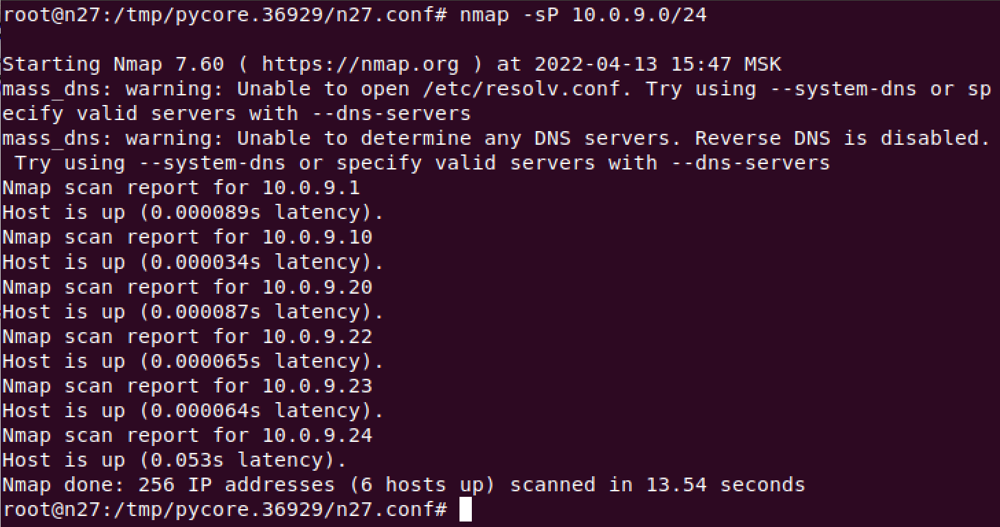 root@n27:/tmp/pycore.36929/n27.conf# nmap -sP 10.0.9.0/24
Starting Nmap 7.60 ( https://nmap.org ) at 2022-04-13 15:47 MSK
mass_dns: warning: Unable to open /etc/resolv.conf. Try using --system-dns or sp
ecify valid servers with --dns-servers
mass_dns: warning: Unable to determine any DNS servers. Reverse DNS is disabled.
 Try using --system-dns or specify valid servers with --dns-servers
Nmap scan report for 10.0.9.1
Host is up (0.000089s latency).
Nmap scan report for 10.0.9.10
Host is up (0.000034s latency).
Nmap scan report for 10.0.9.20
Host is up (0.000087s latency).
Nmap scan report for 10.0.9.22
Host is up (0.000065s latency).
Nmap scan report for 10.0.9.23
Host is up (0.000064s latency).
Nmap scan report for 10.0.9.24
Host is up (0.053s latency).
Nmap done: 256 IP addresses (6 hosts up) scanned in 13.54 seconds
root@n27:/tmp/pycore.36929/n27.conf#